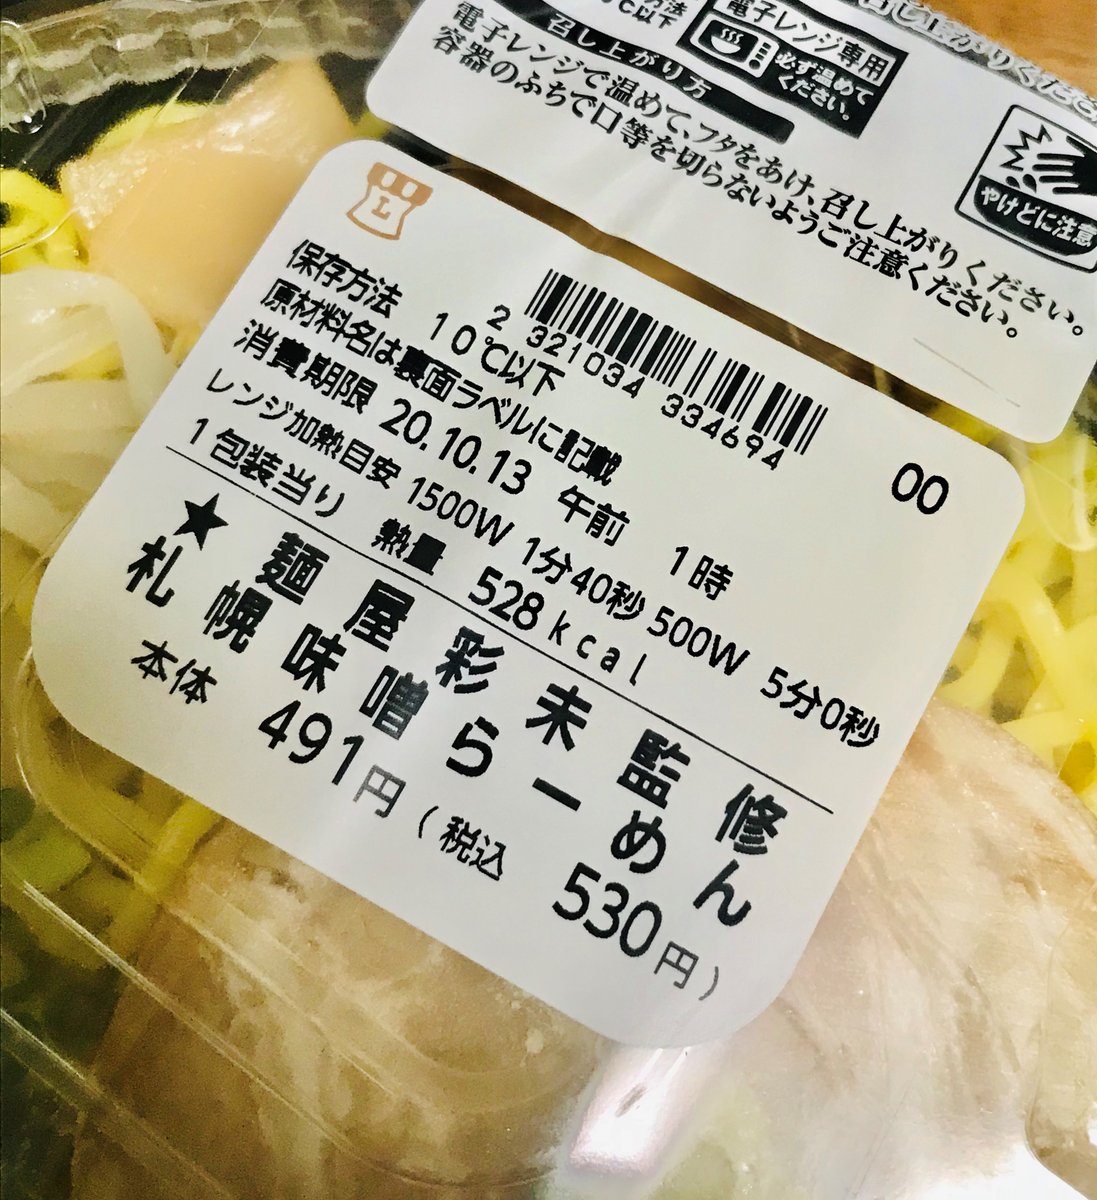 ℃以下
電子レンジ専用
必ず温めて
ください。
召し上がり方
電子レンジで温めて、フタをあけ、召し上がりください。
容器のふちで口等を切らないようご注意ください。
やけどに注意
L
保存方法 10℃以下
2 321034 334694
原材料名は裏面ラベルに記載
00
消費期限 20.10.13 午前 1時
レンジ加熱目安 1500W 1分40秒 500W 5分0秒
1包装当り 熱量 528kcal
★麺屋彩未監修
札幌味噌らーめん
本体 491円(税込 530円)